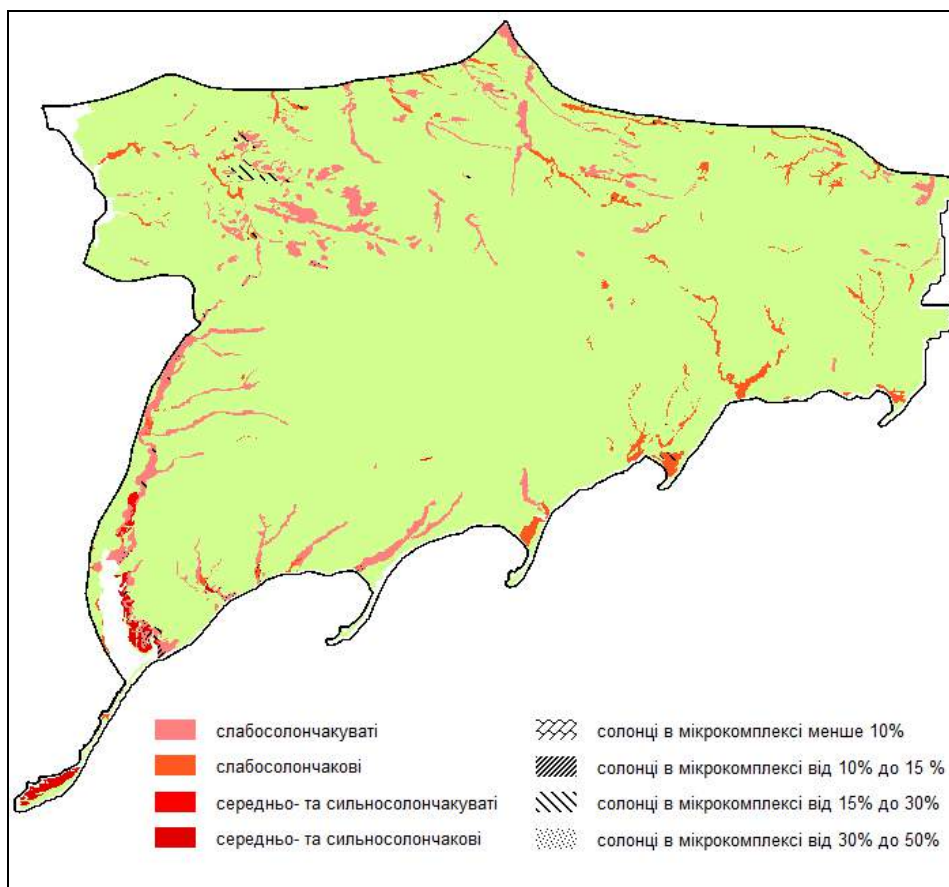 слабосолончакуваті
слабосолончакові
середньо- та сильносолончакуваті
середньо- та сильносолончакові
солонці в мікрокомплексі менше 10%
солонці в мікрокомплексі від 10% до 15 %
солонці в мікрокомплексі від 15% до 30%
солонці в мікрокомплексі від 30% до 50%